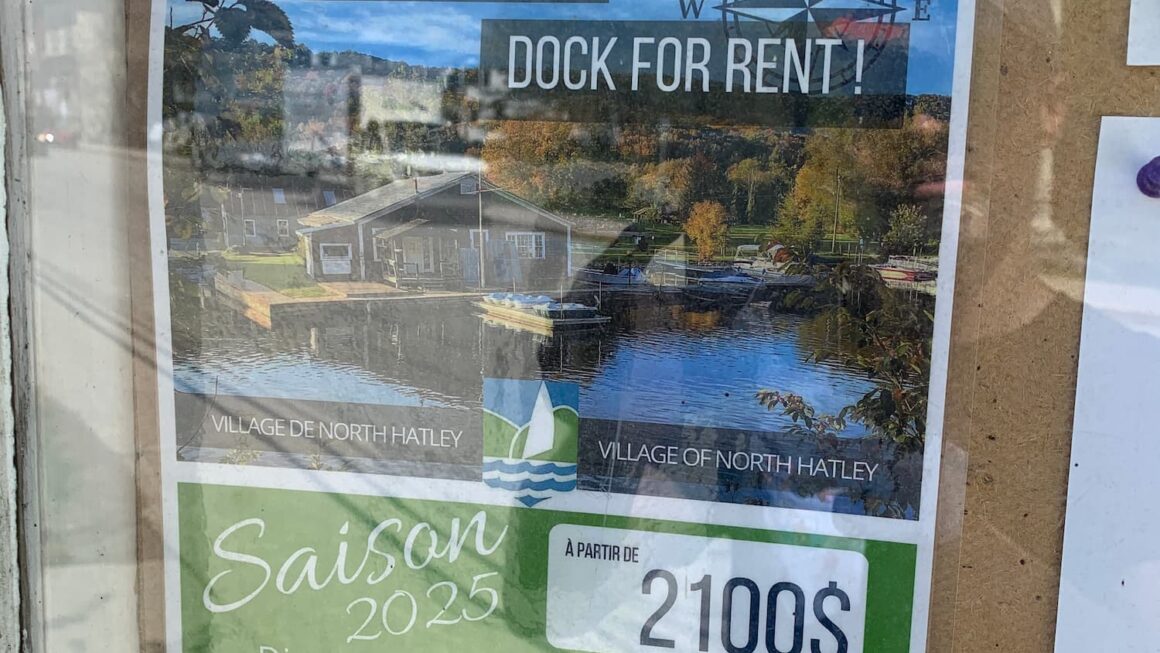 W E
DOCK FOR RENT !
VILLAGE DE NORTH HATLEY
VILLAGE OF NORTH HATLEY
Saison
2025
À PARTIR DE
2100$